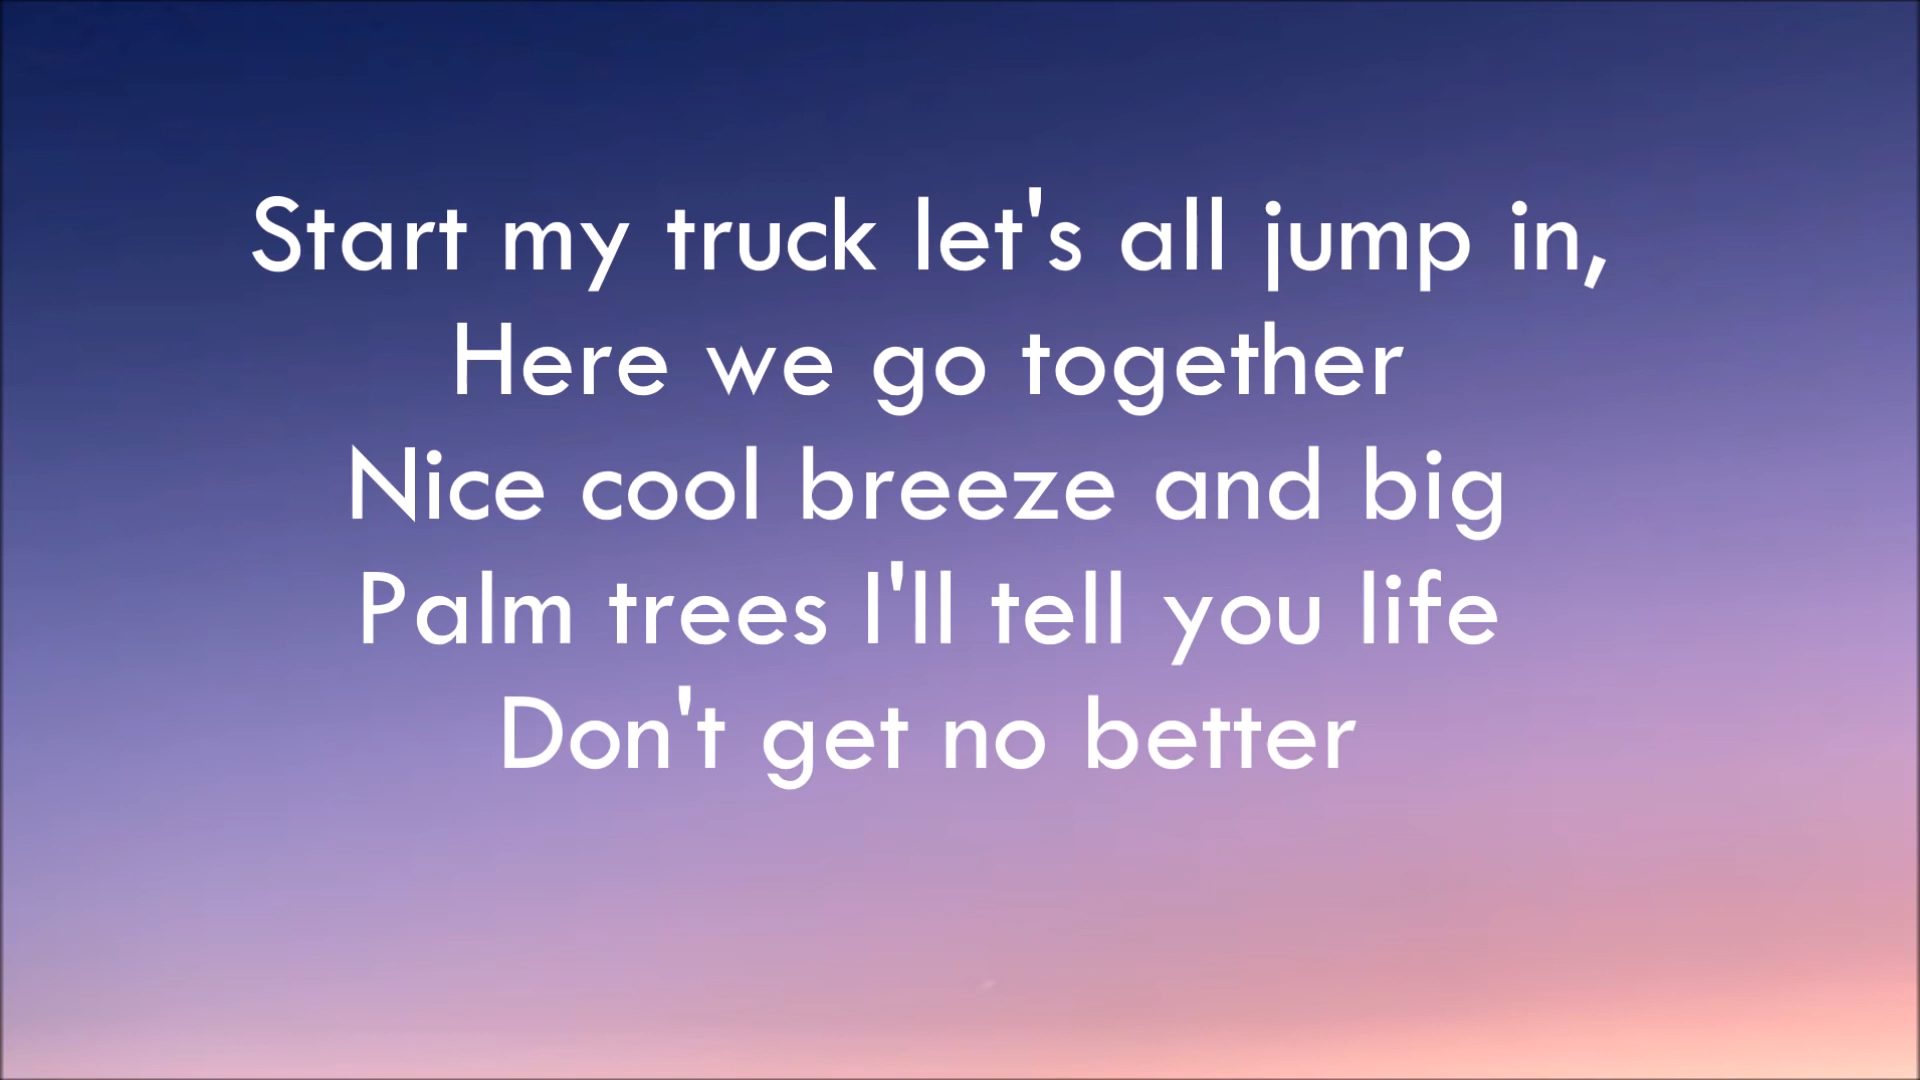 Start my truck let's all jump in,
Here we go together
Nice cool breeze and big
Palm trees I'll tell you life
Don't get no better